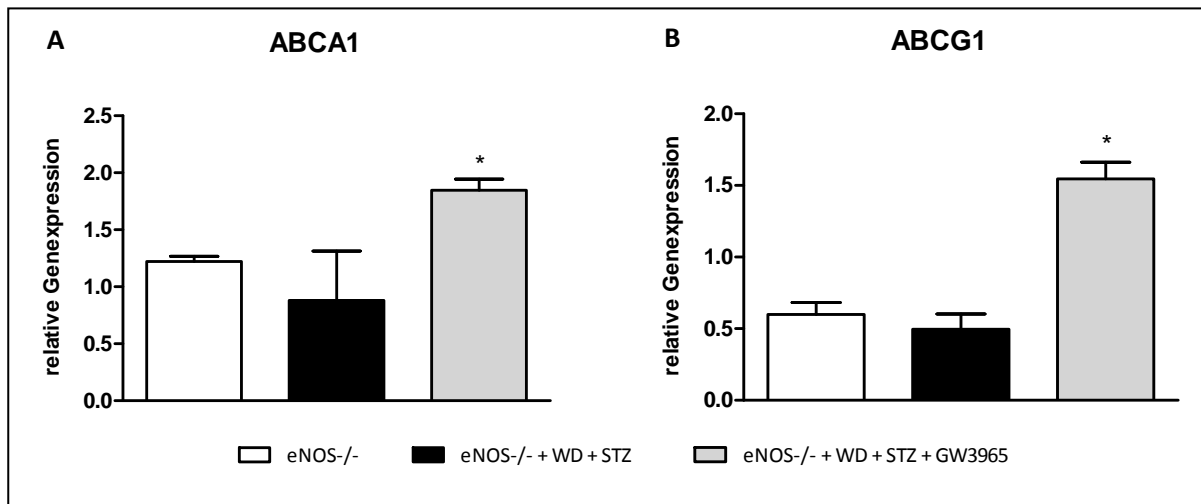 A
ABCA1
relative Genexpression
2.5
2.0
1.5
1.0
0.5
0.0
*
B
ABCG1
relative Genexpression
2.0
1.5
1.0
0.5
0.0
*
eNOS-/-
eNOS-/- + WD + STZ
eNOS-/- + WD + STZ + GW3965